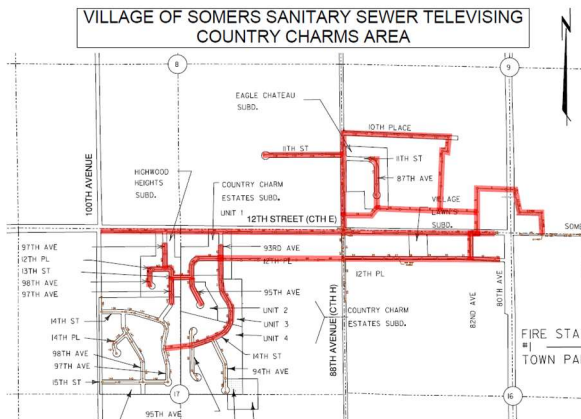 VILLAGE OF SOMERS SANITARY SEWER TELEVISING
COUNTRY CHARMS AREA
8
9
EAGLE CHATEAU
SUBD.
10TH PLACE
11TH ST
11TH ST
87TH AVE
100TH AVENUE
HIGHWOOD
HEIGHTS
SUBD.
COUNTRY CHARM
ESTATES SUBD.
UNIT 1
12TH STREET (CTH E)
VILLAGE
LAWNS
SUBD.
97TH AVE
12TH PL
13TH ST
98TH AVE
97TH AVE
93RD AVE
12TH PL
12TH PL
95TH AVE
UNIT 2
UNIT 3
UNIT 4
COUNTRY CHARM
ESTATES SUBD.
88TH AVENUE (CTH H)
82ND AVE
80TH AVE
14TH ST
14TH PL
98TH AVE
97TH AVE
15TH ST
14TH ST
94TH AVE
FIRE STA
#1
TOWN PA
17
16
95TH AVE